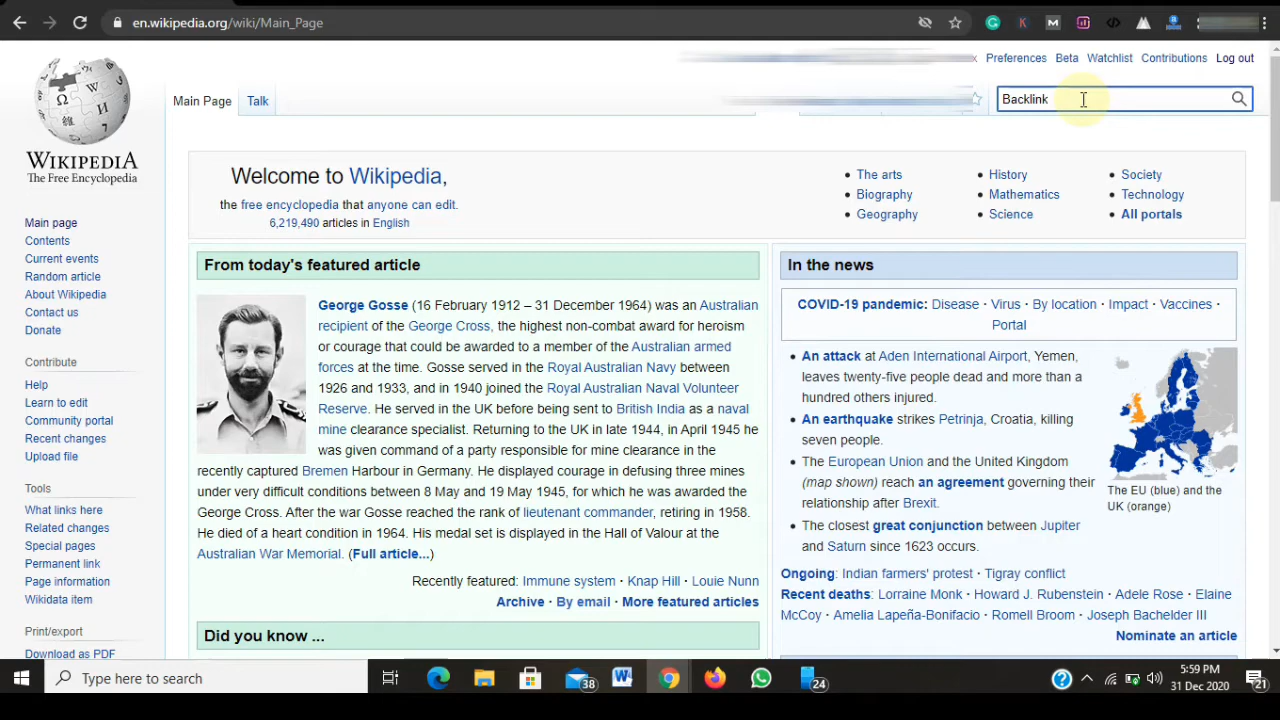 en.wikipedia.org/wiki/Main_Page
Preferences Beta Watchlist Contributions Log out
Main Page Talk
Backlink
WIKIPEDIA
The Free Encyclopedia
Main page
Contents
Current events
Random article
About Wikipedia
Contact us
Donate
Contribute
Help
Learn to edit
Community portal
Recent changes
Upload file
Tools
What links here
Related changes
Special pages
Permanent link
Page information
Wikidata item
Print/export
Download as PDF
Welcome to Wikipedia,
the free encyclopedia that anyone can edit.
6,219,490 articles in English
• The arts
• Biography
• Geography
• History
• Mathematics
• Science
• Society
• Technology
• All portals
From today's featured article
George Gosse (16 February 1912 – 31 December 1964) was an Australian
recipient of the George Cross, the highest non-combat award for heroism
or courage that could be awarded to a member of the Australian armed
forces at the time. Gosse served in the Royal Australian Navy between
1926 and 1933, and in 1940 joined the Royal Australian Naval Volunteer
Reserve. He served in the UK before being sent to British India as a naval
mine clearance specialist. Returning to the UK in late 1944, in April 1945 he
was given command of a party responsible for mine clearance in the
recently captured Bremen Harbour in Germany. He displayed courage in defusing three mines
under very difficult conditions between 8 May and 19 May 1945, for which he was awarded the
George Cross. After the war Gosse reached the rank of lieutenant commander, retiring in 1958.
He died of a heart condition in 1964. His medal set is displayed in the Hall of Valour at the
Australian War Memorial. (Full article...)
Recently featured: Immune system · Knap Hill · Louie Nunn
Archive · By email · More featured articles
Did you know ...
In the news
COVID-19 pandemic: Disease · Virus · By location · Impact · Vaccines ·
Portal
• An attack at Aden International Airport, Yemen,
leaves twenty-five people dead and more than a
hundred others injured.
• An earthquake strikes Petrinja, Croatia, killing
seven people.
• The European Union and the United Kingdom
(map shown) reach an agreement governing their
relationship after Brexit.
• The closest great conjunction between Jupiter
and Saturn since 1623 occurs.
The EU (blue) and the
UK (orange)
Ongoing: Indian farmers' protest · Tigray conflict
Recent deaths: Lorraine Monk · Howard J. Rubenstein · Adele Rose · Elaine
McCoy · Amelia Lapeña-Bonifacio · Romell Broom · Joseph Bachelder III
Nominate an article
Type here to search
38
24
5:59 PM
31 Dec 2020
21